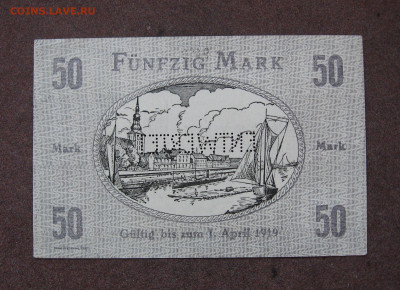 COINS.LAVE.RU
50 FÜNFZIG MARK 50
Mark Mark
50 50
Gültig bis zum 1. April 1919